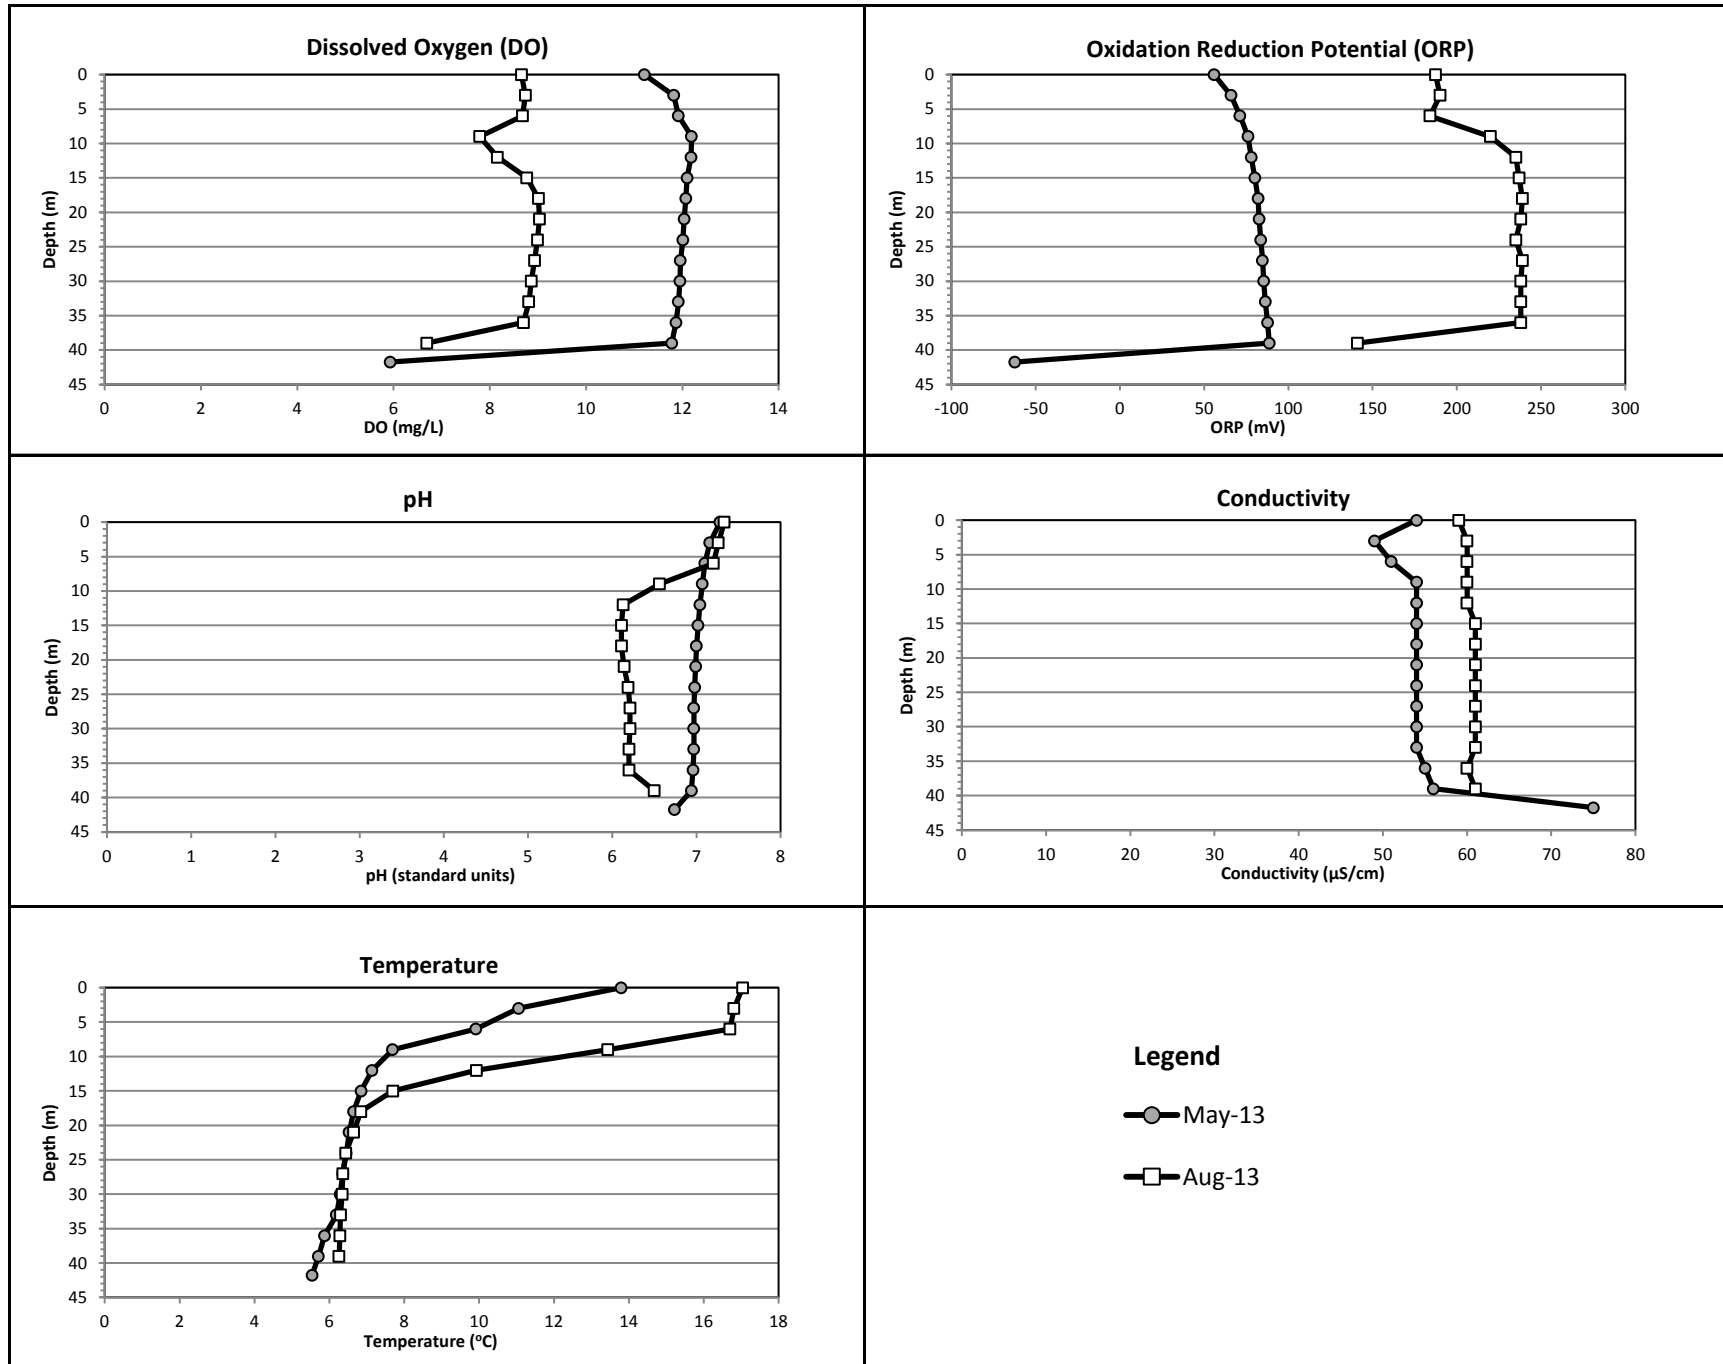 Dissolved Oxygen (DO)
0
5
10
15
20
25
30
35
40
45
Depth (m)
0 2 4 6 8 10 12 14
DO (mg/L)
Oxidation Reduction Potential (ORP)
0
5
10
15
20
25
30
35
40
45
Depth (m)
-100 -50 0 50 100 150 200 250 300
ORP (mV)
pH
0
5
10
15
20
25
30
35
40
45
Depth (m)
0 1 2 3 4 5 6 7 8
pH (standard units)
Conductivity
0
5
10
15
20
25
30
35
40
45
Depth (m)
0 10 20 30 40 50 60 70 80
Conductivity (µS/cm)
Temperature
0
5
10
15
20
25
30
35
40
45
Depth (m)
0 2 4 6 8 10 12 14 16 18
Temperature (ºC)
Legend
May-13
Aug-13